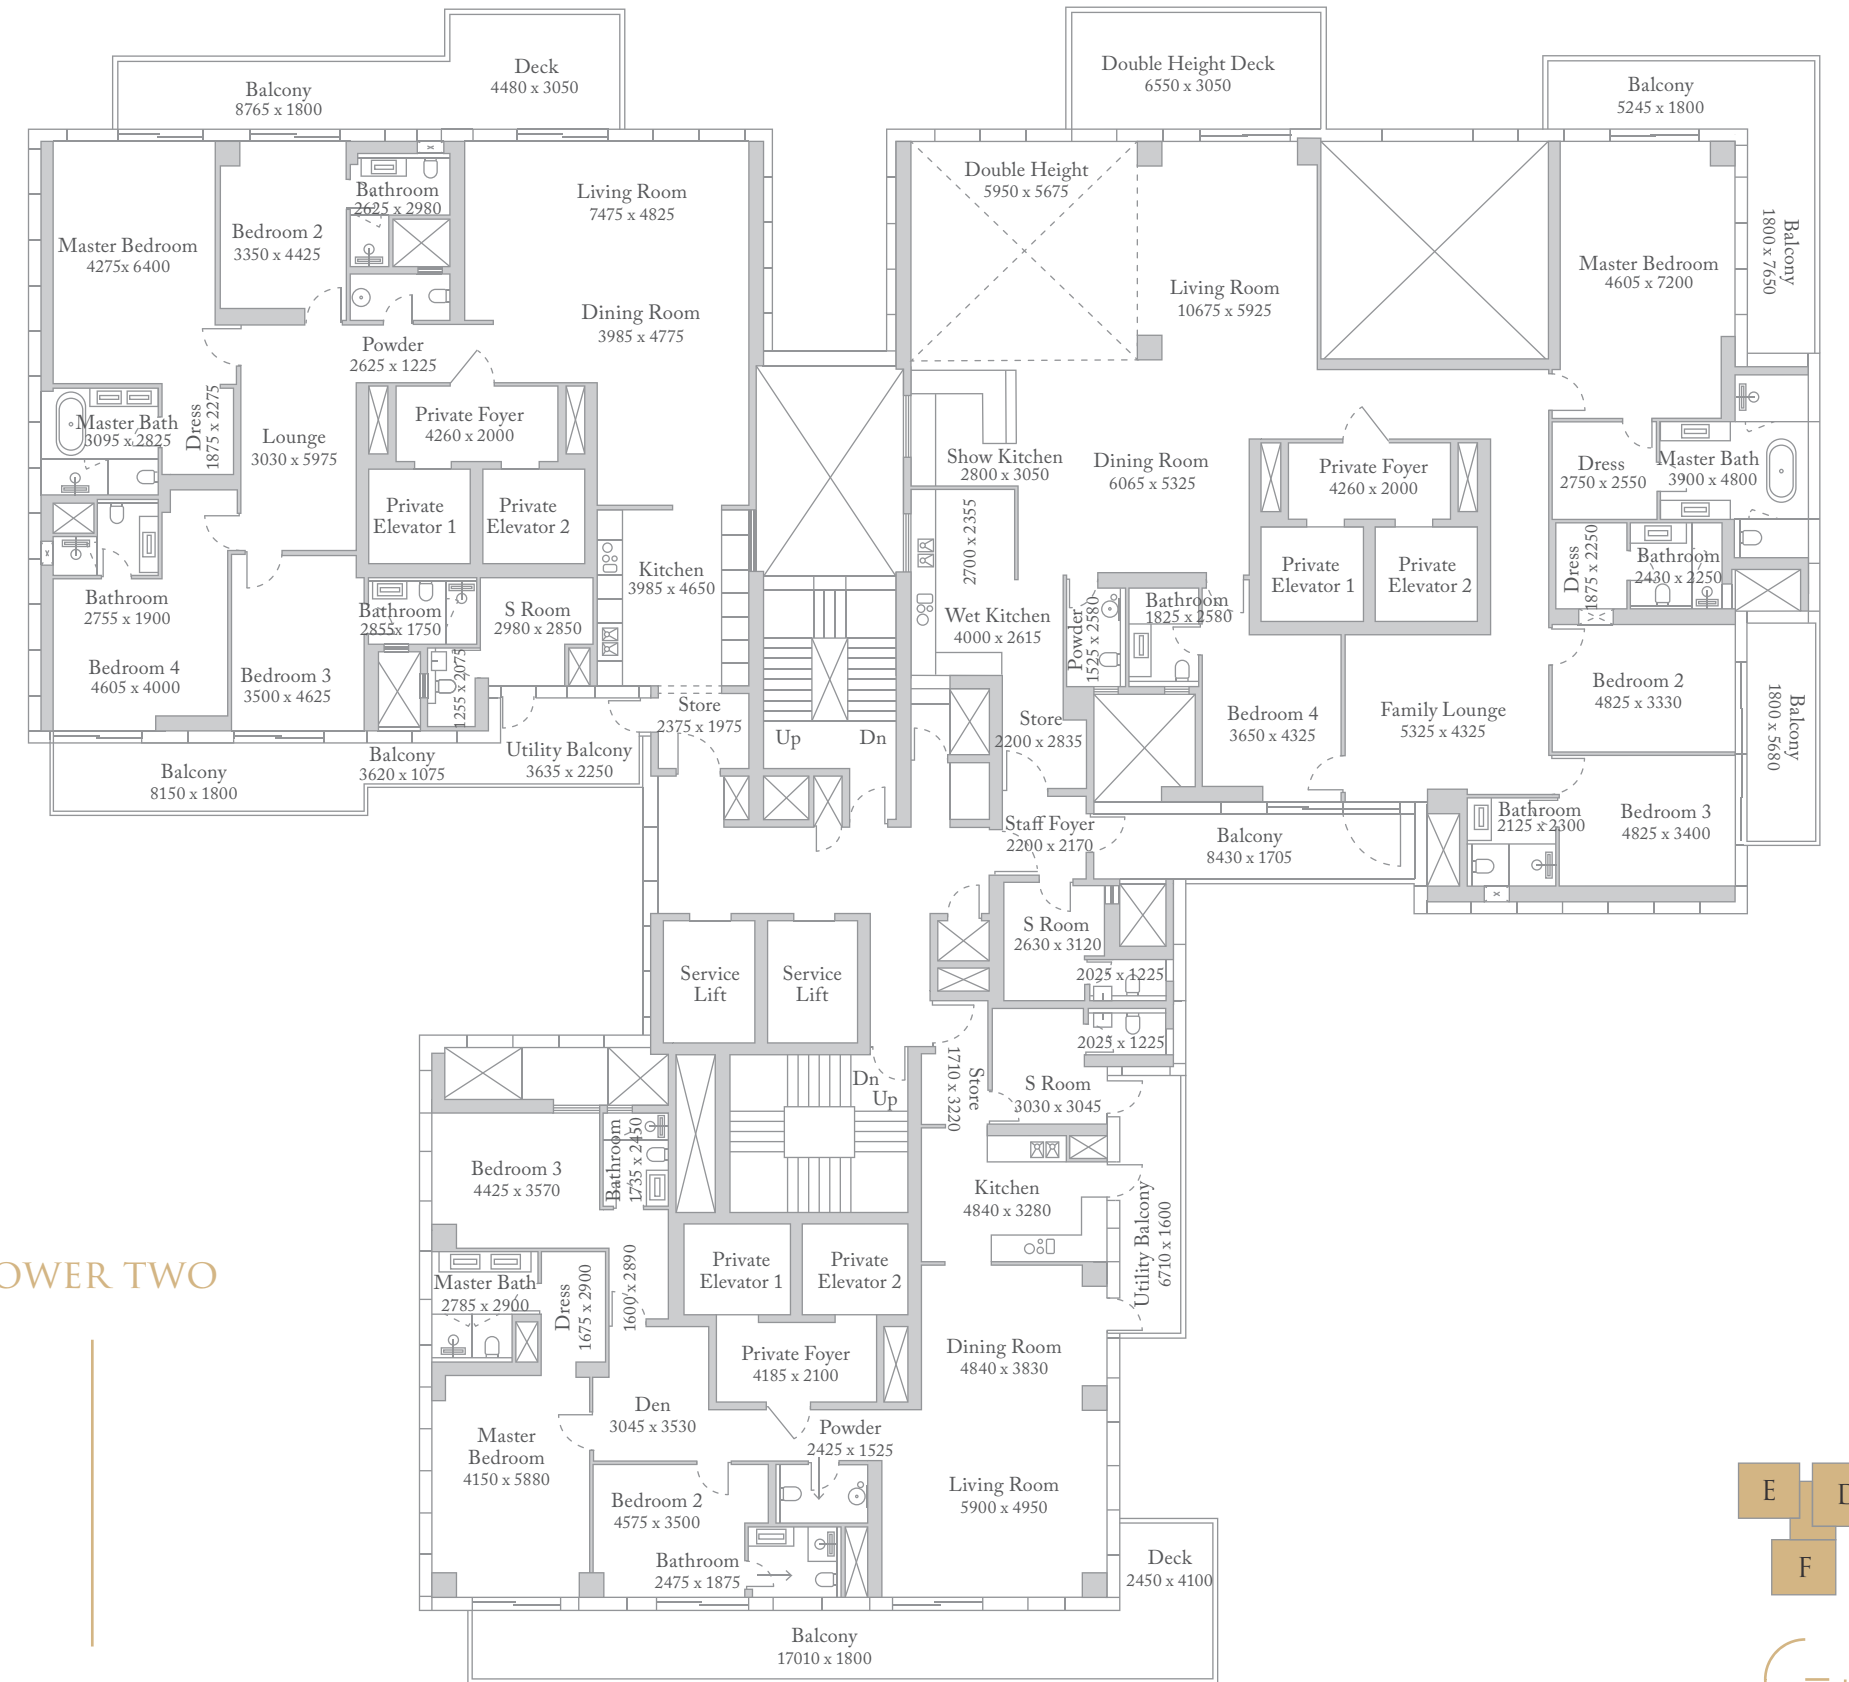 Deck
4480 x 3050
Balcony
8765 x 1800
Double Height Deck
6550 x 3050
Balcony
5245 x 1800
Master Bedroom
4275x 6400
Bedroom 2
3350 x 4425
Bathroom
2625 x 2980
Living Room
7475 x 4825
Dining Room
3985 x 4775
Powder
2625 x 1225
Master Bath
3095 x 2825
Dress
1875 x 2275
Lounge
3030 x 5975
Private Foyer
4260 x 2000
Private
Elevator 1
Private
Elevator 2
Kitchen
3985 x 4650
Bathroom
2755 x 1900
Bedroom 4
4605 x 4000
Bedroom 3
3500 x 4625
Bathroom
2855x 1750
S Room
2980 x 2850
1255 x 2075
Store
2375 x 1975
Utility Balcony
3635 x 2250
Balcony
3620 x 1075
Balcony
8150 x 1800
Up
Dn
Double Height
5950 x 5675
Living Room
10675 x 5925
Master Bedroom
4605 x 7200
Balcony
1800 x 7650
Show Kitchen
2800 x 3050
Dining Room
6065 x 5325
Private Foyer
4260 x 2000
Dress
2750 x 2550
Master Bath
3900 x 4800
2700 x 2355
Private
Elevator 1
Private
Elevator 2
Dress
1875 x 2250
Bathroom
2430 x 2250
Wet Kitchen
4000 x 2615
Powder
1525 x 2580
Bathroom
1825 x 2580
Bedroom 2
4825 x 3330
Store
2200 x 2835
Bedroom 4
3650 x 4325
Family Lounge
5325 x 4325
Balcony
1800 x 5680
Staff Foyer
2200 x 2170
Balcony
8430 x 1705
Bathroom
2125 x 2300
Bedroom 3
4825 x 3400
S Room
2630 x 3120
2025 x 1225
Service
Lift
Service
Lift
2025 x 1225
Store
1710 x 3220
S Room
3030 x 3045
Dn
Up
Bedroom 3
4425 x 3570
Bathroom
1735 x 2450
Kitchen
4840 x 3280
Utility Balcony
6710 x 1600
Private
Elevator 1
Private
Elevator 2
Master Bath
2785 x 2900
Dress
1675 x 2900
1600 x 2890
Private Foyer
4185 x 2100
Dining Room
4840 x 3830
Den
3045 x 3530
Powder
2425 x 1525
Master
Bedroom
4150 x 5880
Bedroom 2
4575 x 3500
Living Room
5900 x 4950
Bathroom
2475 x 1875
Deck
2450 x 4100
Balcony
17010 x 1800
OWER TWO
E
F